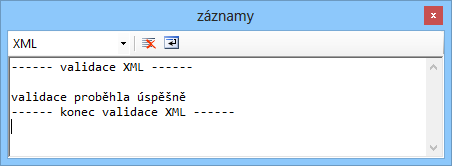 záznamy
XML
------ validace XML ------
validace proběhla úspěšně
------ konec validace XML ------